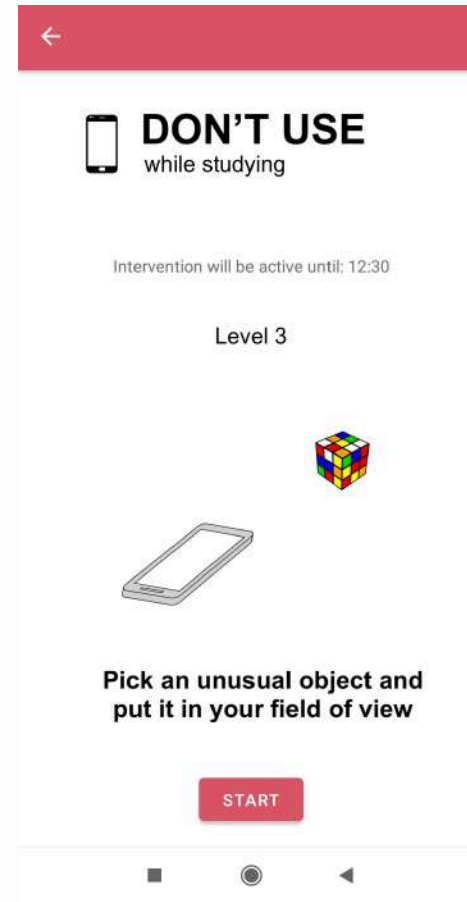 DON’T USE
while studying
Intervention will be active until: 12:30
Level 3
Pick an unusual object and
put it in your field of view
START